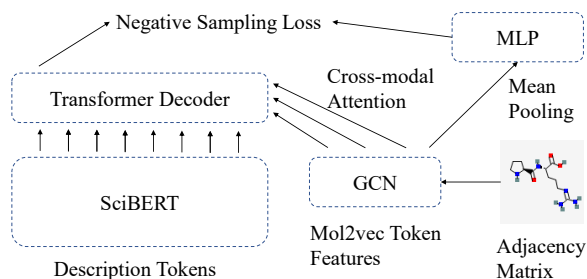 Negative Sampling Loss
MLP
Transformer Decoder
Cross-modal
Attention
Mean
Pooling
SciBERT
GCN
Mol2vec Token
Features
Adjacency
Matrix
Description Tokens